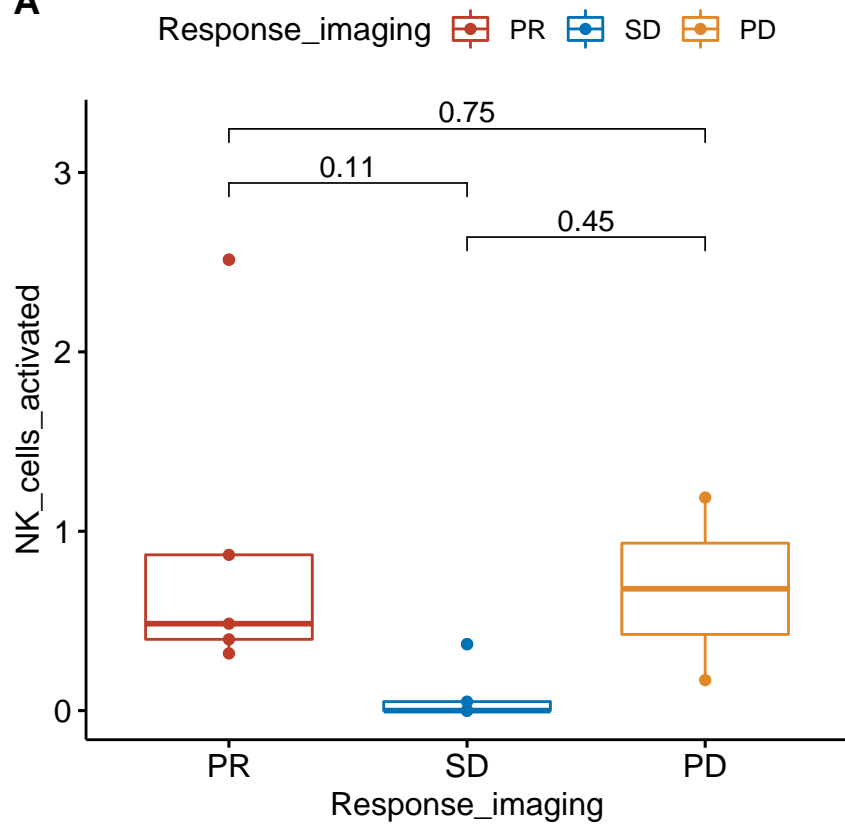 A
Response_imaging PR SD PD
0.75
0.11
0.45
3
2
1
0
NK_cells_activated
PR SD PD
Response_imaging